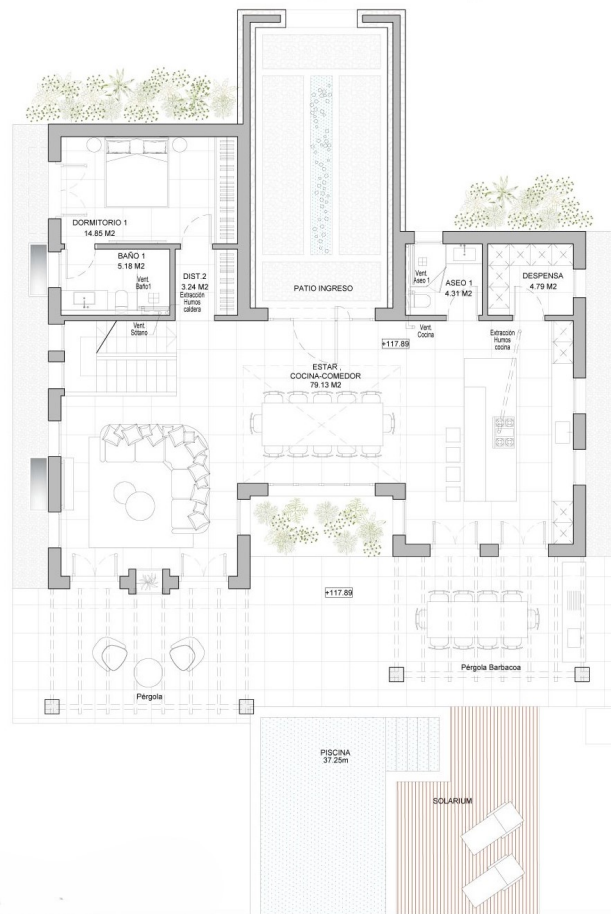 DORMITORIO 1
14.85 M2
BAÑO 1
5.18 M2
Vent.
Baño1
DIST.2
3.24 M2
Extracción
Humos
caldera
Vent.
Sótano
PATIO INGRESO
Vent.
Aseo 1
ASEO 1
4.31 M2
DESPENSA
4.79 M2
Vent.
Cocina
Extracción
Humos
cocina
+117.89
ESTAR ,
COCINA-COMEDOR
79.13 M2
+117.89
Pérgola
Pérgola Barbacoa
PISCINA
37.25m
SOLARIUM